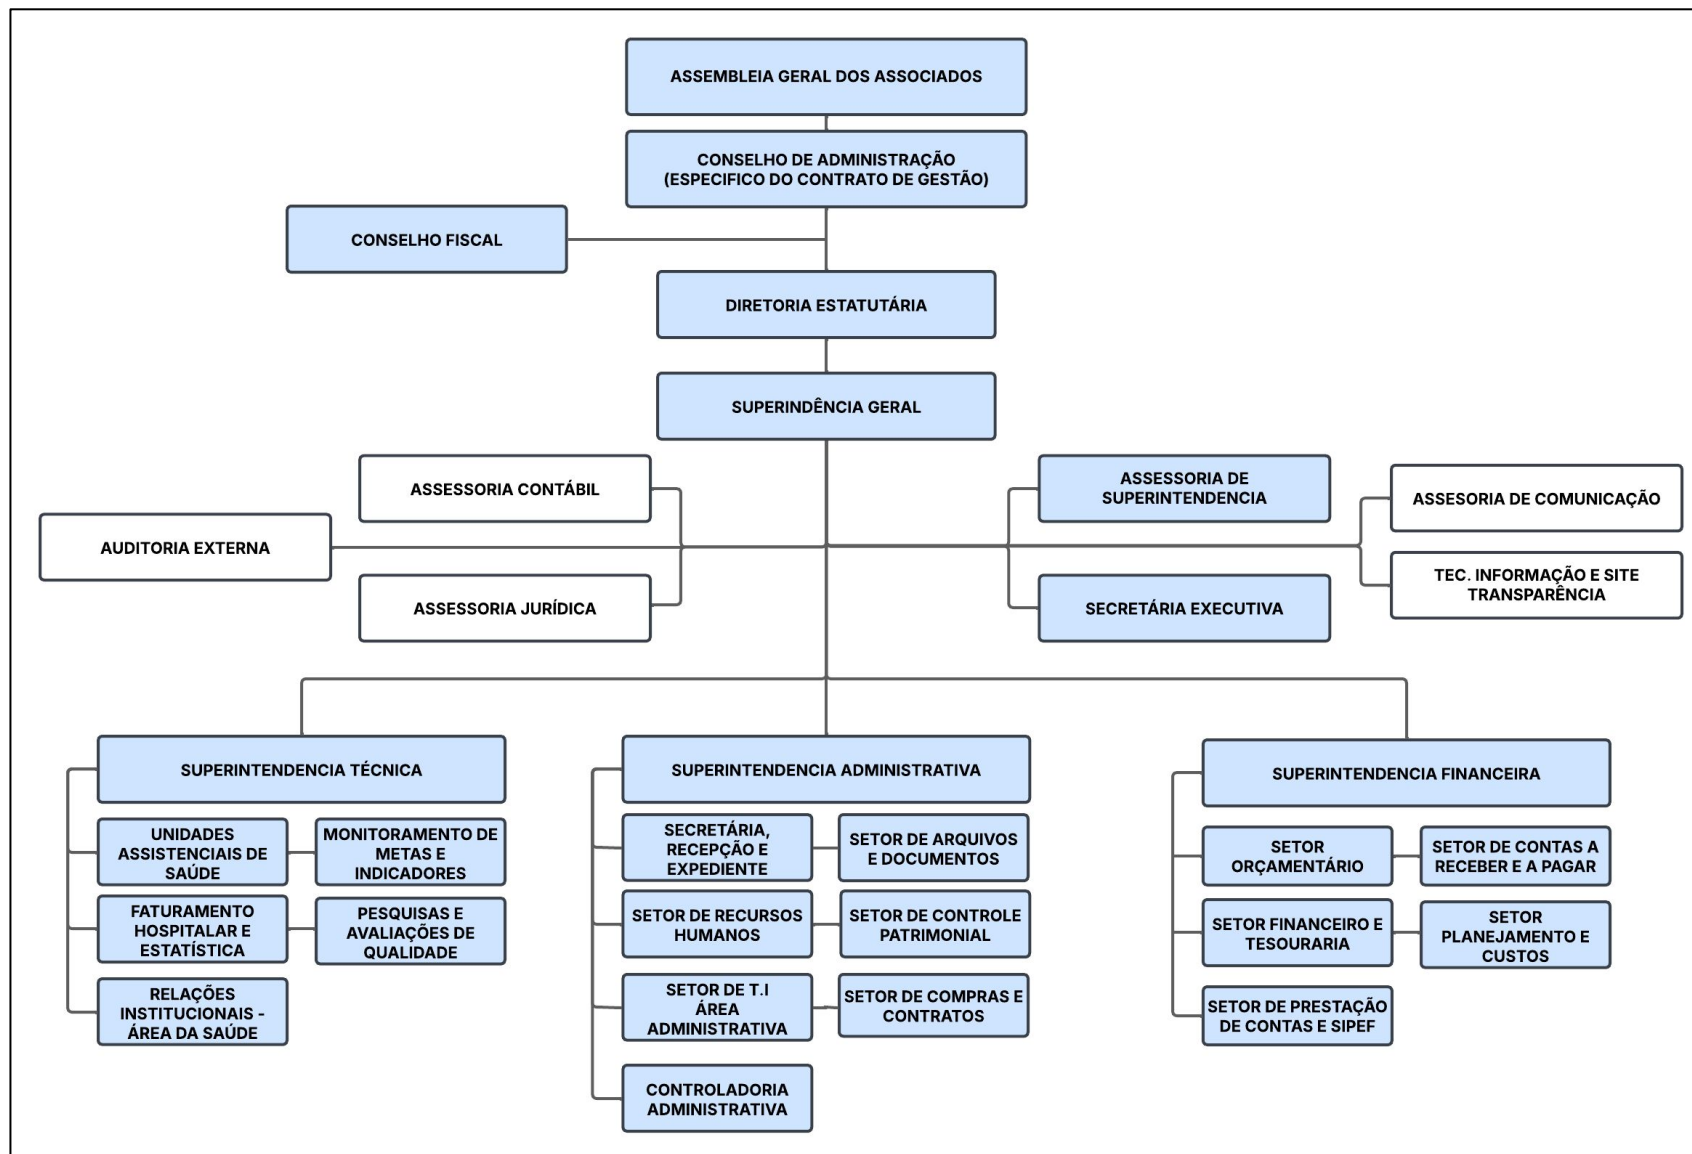 ASSEMBLEIA GERAL DOS ASSOCIADOS
CONSELHO DE ADMINISTRAÇÃO
(ESPECIFICO DO CONTRATO DE GESTÃO)
CONSELHO FISCAL
DIRETORIA ESTATUTÁRIA
SUPERINDÊNCIA GERAL
ASSESSORIA CONTÁBIL
AUDITORIA EXTERNA
ASSESSORIA JURÍDICA
ASSESSORIA DE
SUPERINTENDENCIA
SECRETÁRIA EXECUTIVA
ASSESORIA DE COMUNICAÇÃO
TEC. INFORMAÇÃO E SITE
TRANSPARÊNCIA
SUPERINTENDENCIA TÉCNICA
UNIDADES
ASSISTENCIAIS DE
SAÚDE
MONITORAMENTO DE
METAS E
INDICADORES
FATURAMENTO
HOSPITALAR E
ESTATÍSTICA
PESQUISAS E
AVALIAÇÕES DE
QUALIDADE
RELAÇÕES
INSTITUCIONAIS -
ÁREA DA SAÚDE
SUPERINTENDENCIA ADMINISTRATIVA
SECRETÁRIA,
RECEPÇÃO E
EXPEDIENTE
SETOR DE ARQUIVOS
E DOCUMENTOS
SETOR DE RECURSOS
HUMANOS
SETOR DE CONTROLE
PATRIMONIAL
SETOR DE T.I
ÁREA
ADMINISTRATIVA
SETOR DE COMPRAS E
CONTRATOS
CONTROLADORIA
ADMINISTRATIVA
SUPERINTENDENCIA FINANCEIRA
SETOR
ORÇAMENTÁRIO
SETOR DE CONTAS A
RECEBER E A PAGAR
SETOR FINANCEIRO E
TESOURARIA
SETOR
PLANEJAMENTO E
CUSTOS
SETOR DE PRESTAÇÃO
DE CONTAS E SIPEF